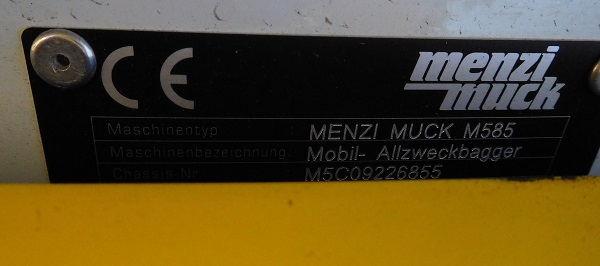 CE
menzi
muck
Maschinentyp : MENZI MUCK M585
Maschinenbezeichnung: Mobil- Allzweckbagger
Chassis-Nr M5C09226855